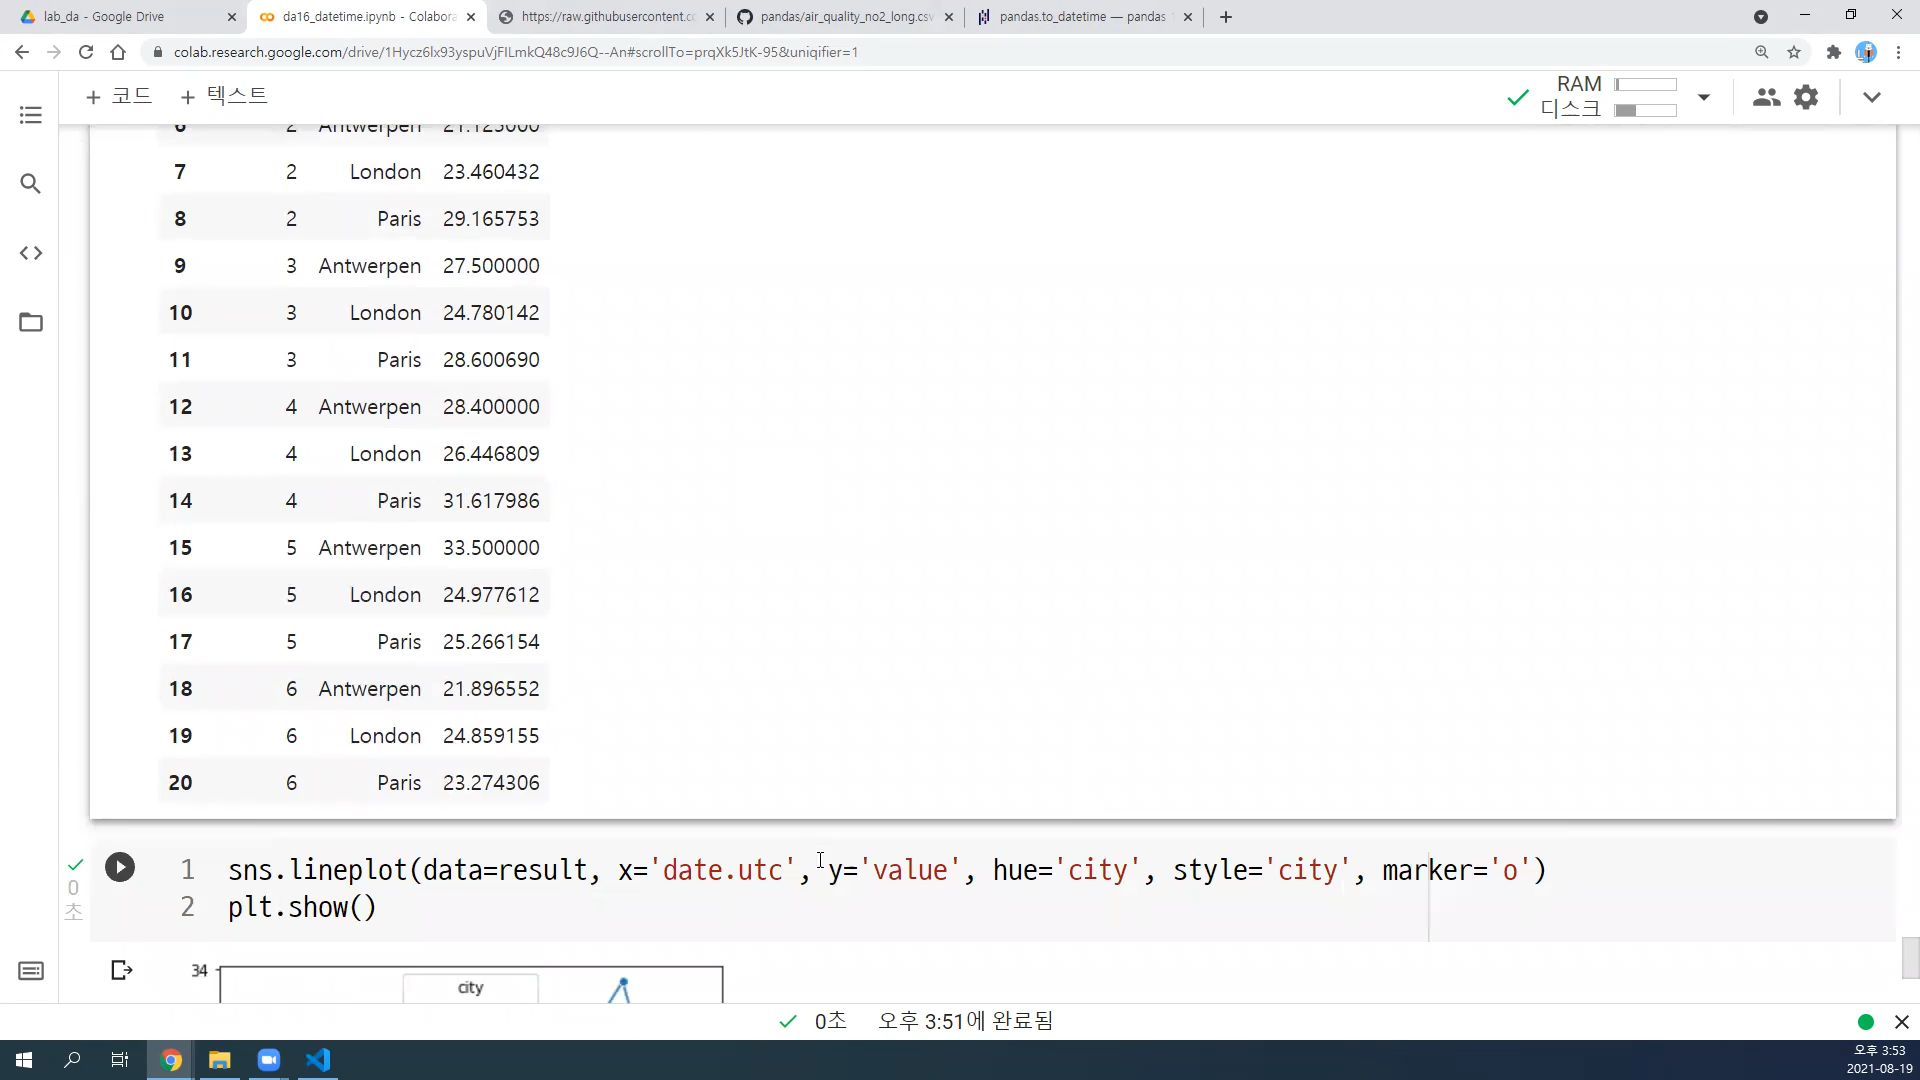 lab_da - Google Drive
da16_datetime.ipynb - Colabora
https://raw.githubusercontent.co
pandas/air_quality_no2_long.csv
pandas.to_datetime — pandas
colab.research.google.com/drive/1Hycz6lx93yspuVjFILmkQ48c9J6Q--An#scrollTo=prqXk5JtK-95&uniqifier=1
+ 코드 + 텍스트
RAM
디스크
6 2 Antwerpen 21.125000
7 2 London 23.460432
8 2 Paris 29.165753
9 3 Antwerpen 27.500000
10 3 London 24.780142
11 3 Paris 28.600690
12 4 Antwerpen 28.400000
13 4 London 26.446809
14 4 Paris 31.617986
15 5 Antwerpen 33.500000
16 5 London 24.977612
17 5 Paris 25.266154
18 6 Antwerpen 21.896552
19 6 London 24.859155
20 6 Paris 23.274306
0
초
1 sns.lineplot(data=result, x='date.utc', y='value', hue='city', style='city', marker='o')
2 plt.show()
34
city
0초 오후 3:51에 완료됨
오후 3:53
2021-08-19